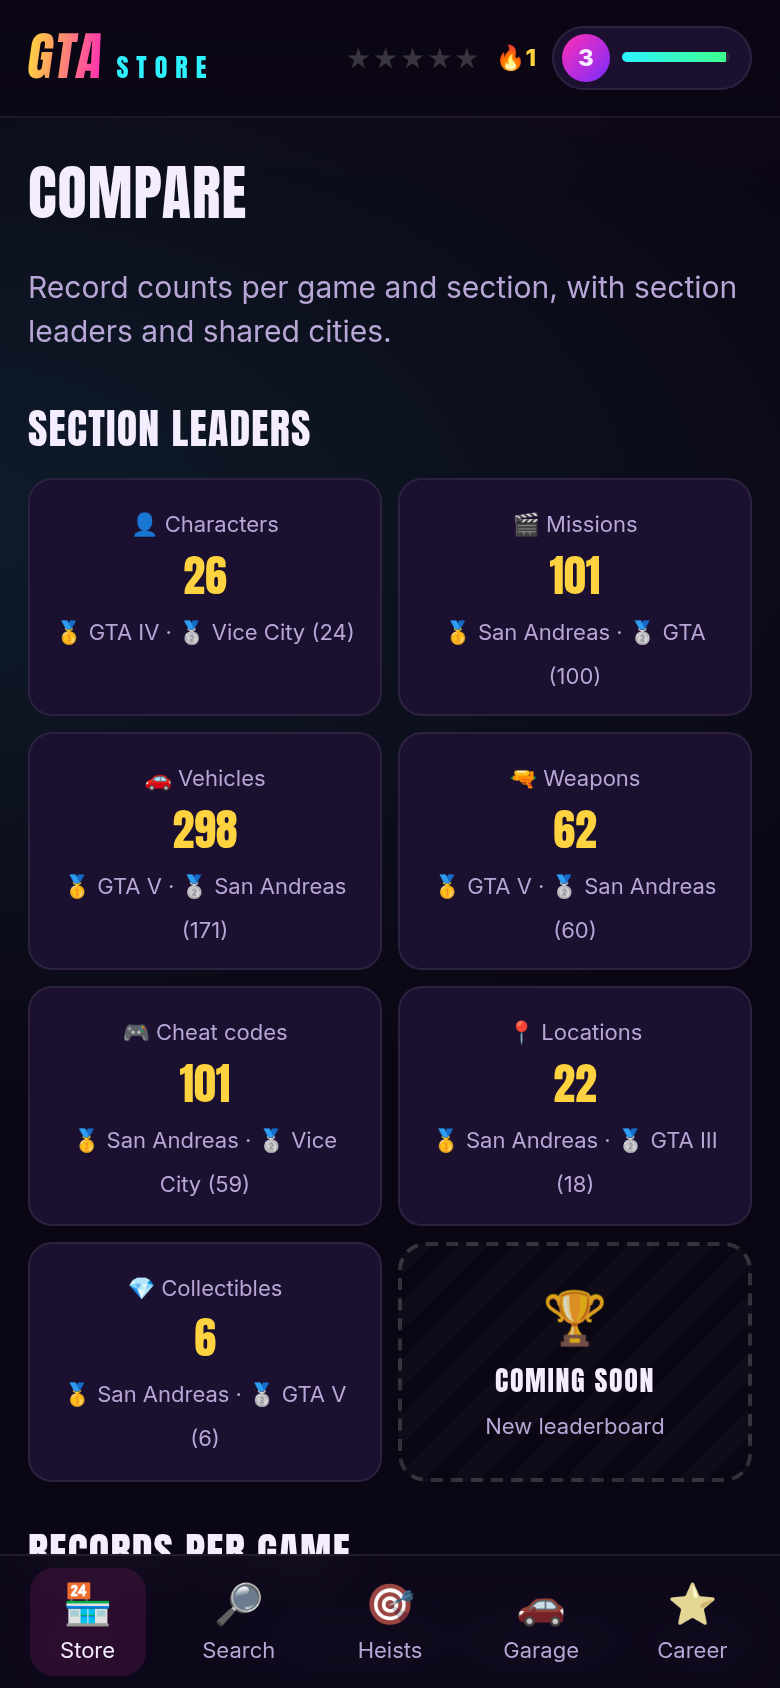 GTA STORE
★★★★★ 🔥1 3
COMPARE
Record counts per game and section, with section
leaders and shared cities.
SECTION LEADERS
👤 Characters
26
🥇 GTA IV · 🥈 Vice City (24)
🎬 Missions
101
🥇 San Andreas · 🥈 GTA
(100)
🚗 Vehicles
298
🥇 GTA V · 🥈 San Andreas
(171)
🔫 Weapons
62
🥇 GTA V · 🥈 San Andreas
(60)
🎮 Cheat codes
101
🥇 San Andreas · 🥈 Vice
City (59)
📍 Locations
22
🥇 San Andreas · 🥈 GTA III
(18)
💎 Collectibles
6
🥇 San Andreas · 🥈 GTA V
(6)
🏆
COMING SOON
New leaderboard
RECORDS PER GAME
Store
Search
Heists
Garage
Career